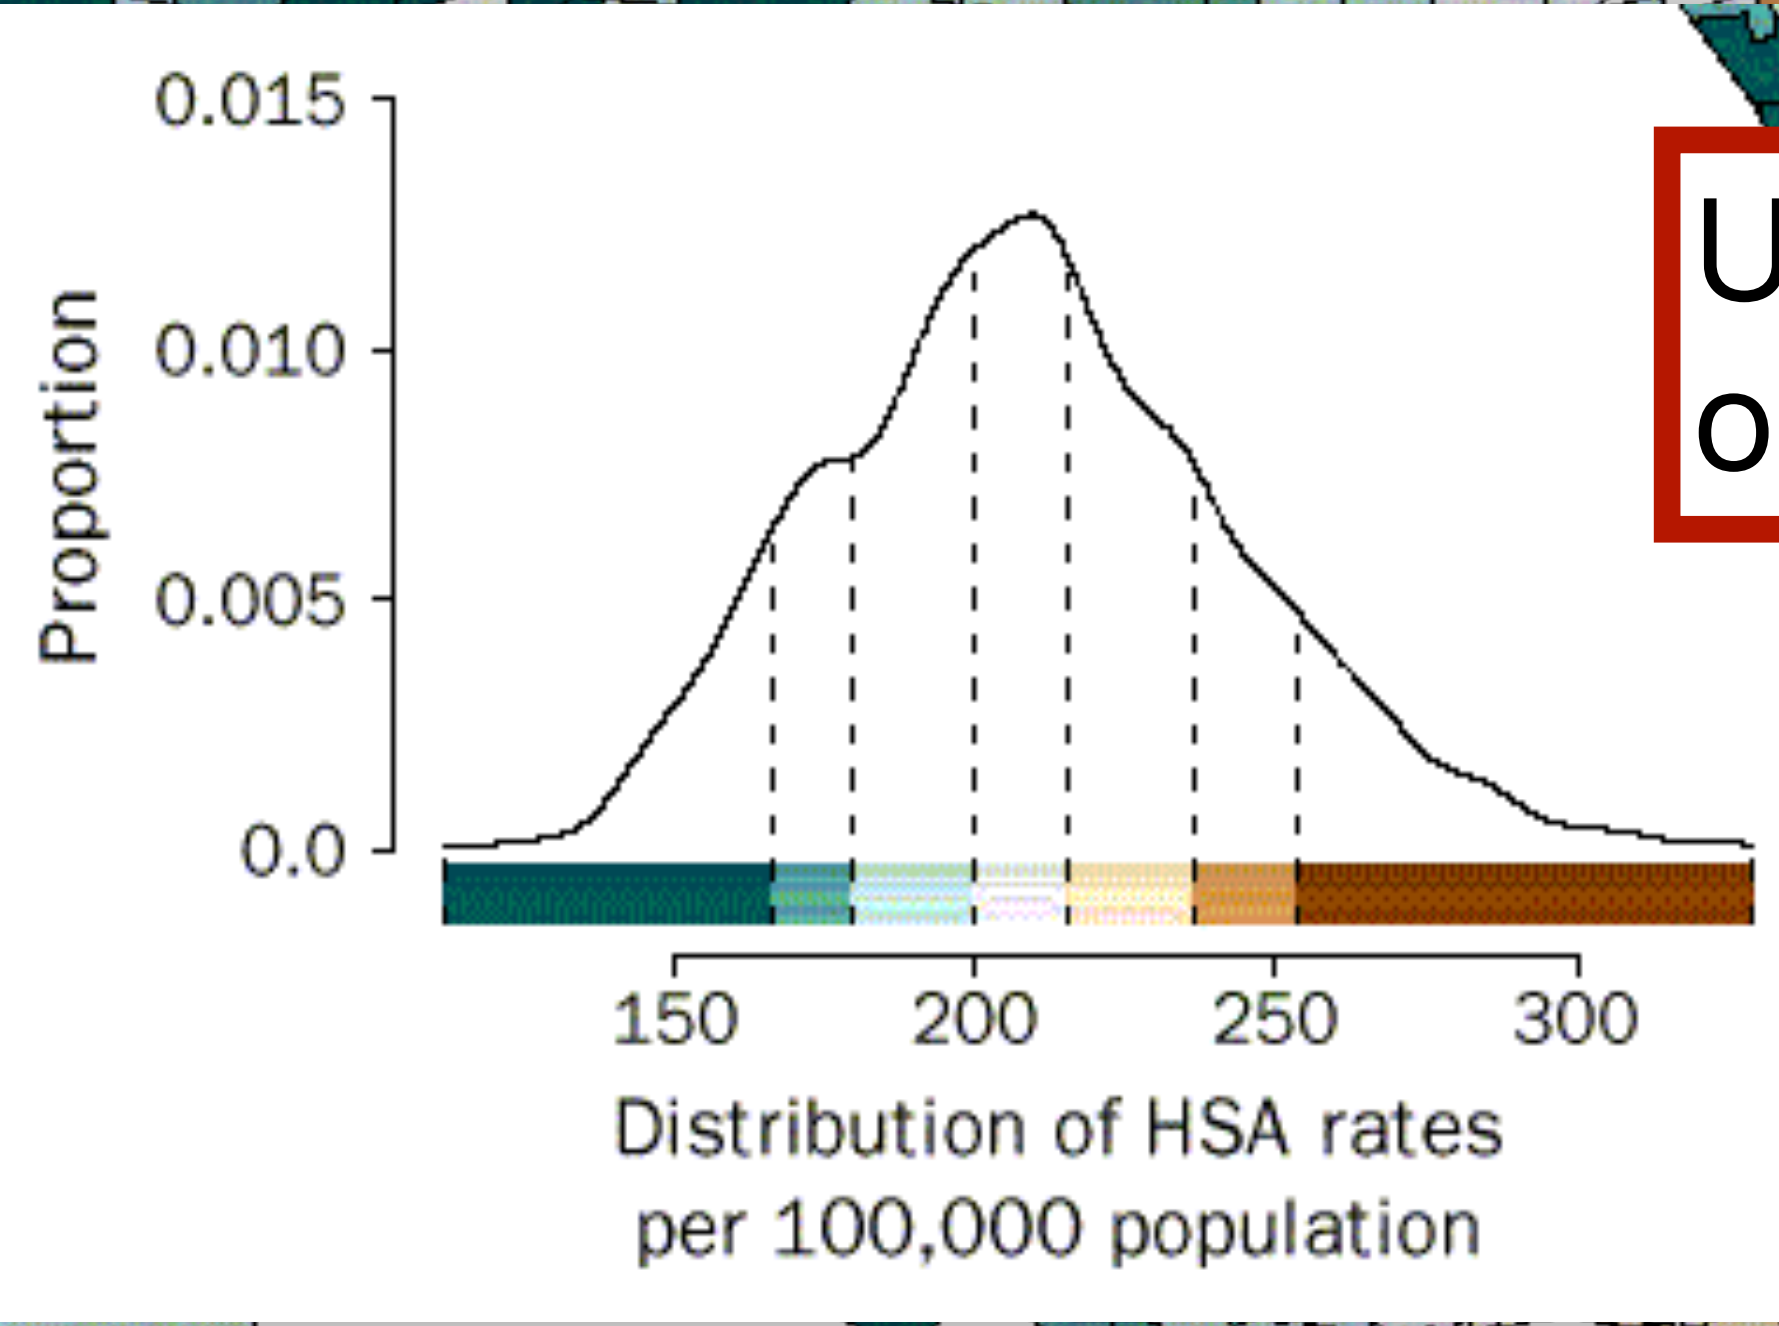 0.015
0.010
0.005
0.0
Proportion
150 200 250 300
Distribution of HSA rates
per 100,000 population
U
o